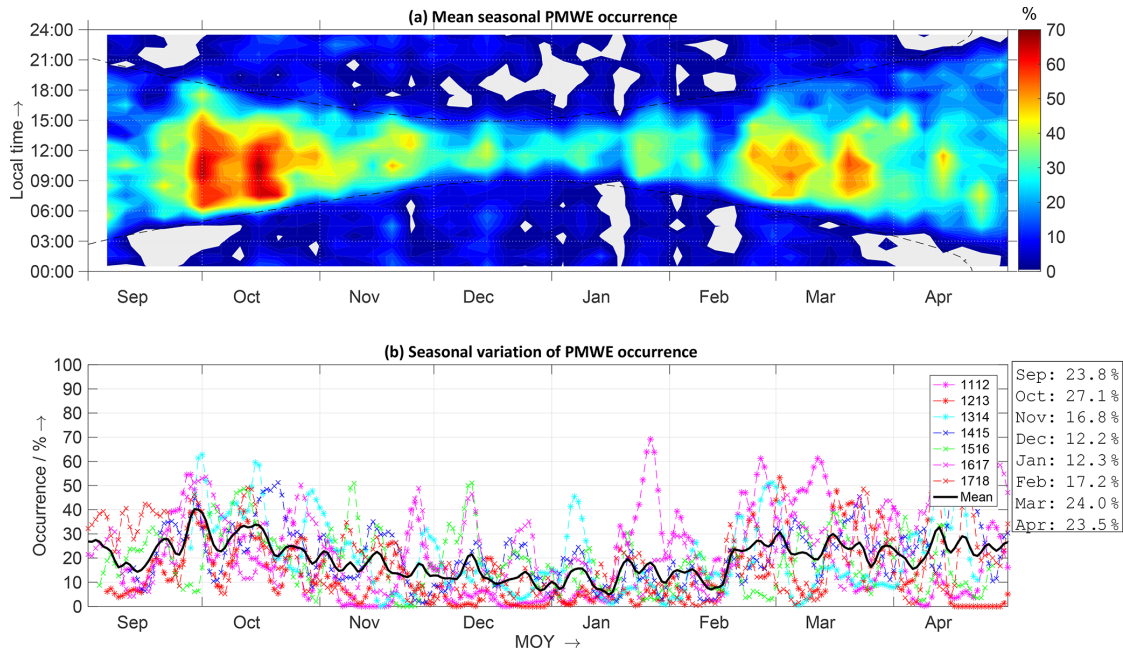 (a) Mean seasonal PMWE occurrence
%
24:00
21:00
18:00
15:00
12:00
09:00
06:00
03:00
00:00
Local time →
70
60
50
40
30
20
10
0
Sep Oct Nov Dec Jan Feb Mar Apr
(b) Seasonal variation of PMWE occurrence
100
90
80
70
60
50
40
30
20
10
0
Occurrence / % →
1112
1213
1314
1415
1516
1617
1718
Mean
Sep: 23.8%
Oct: 27.1%
Nov: 16.8%
Dec: 12.2%
Jan: 12.3%
Feb: 17.2%
Mar: 24.0%
Apr: 23.5%
Sep Oct Nov Dec Jan Feb Mar Apr
MOY →